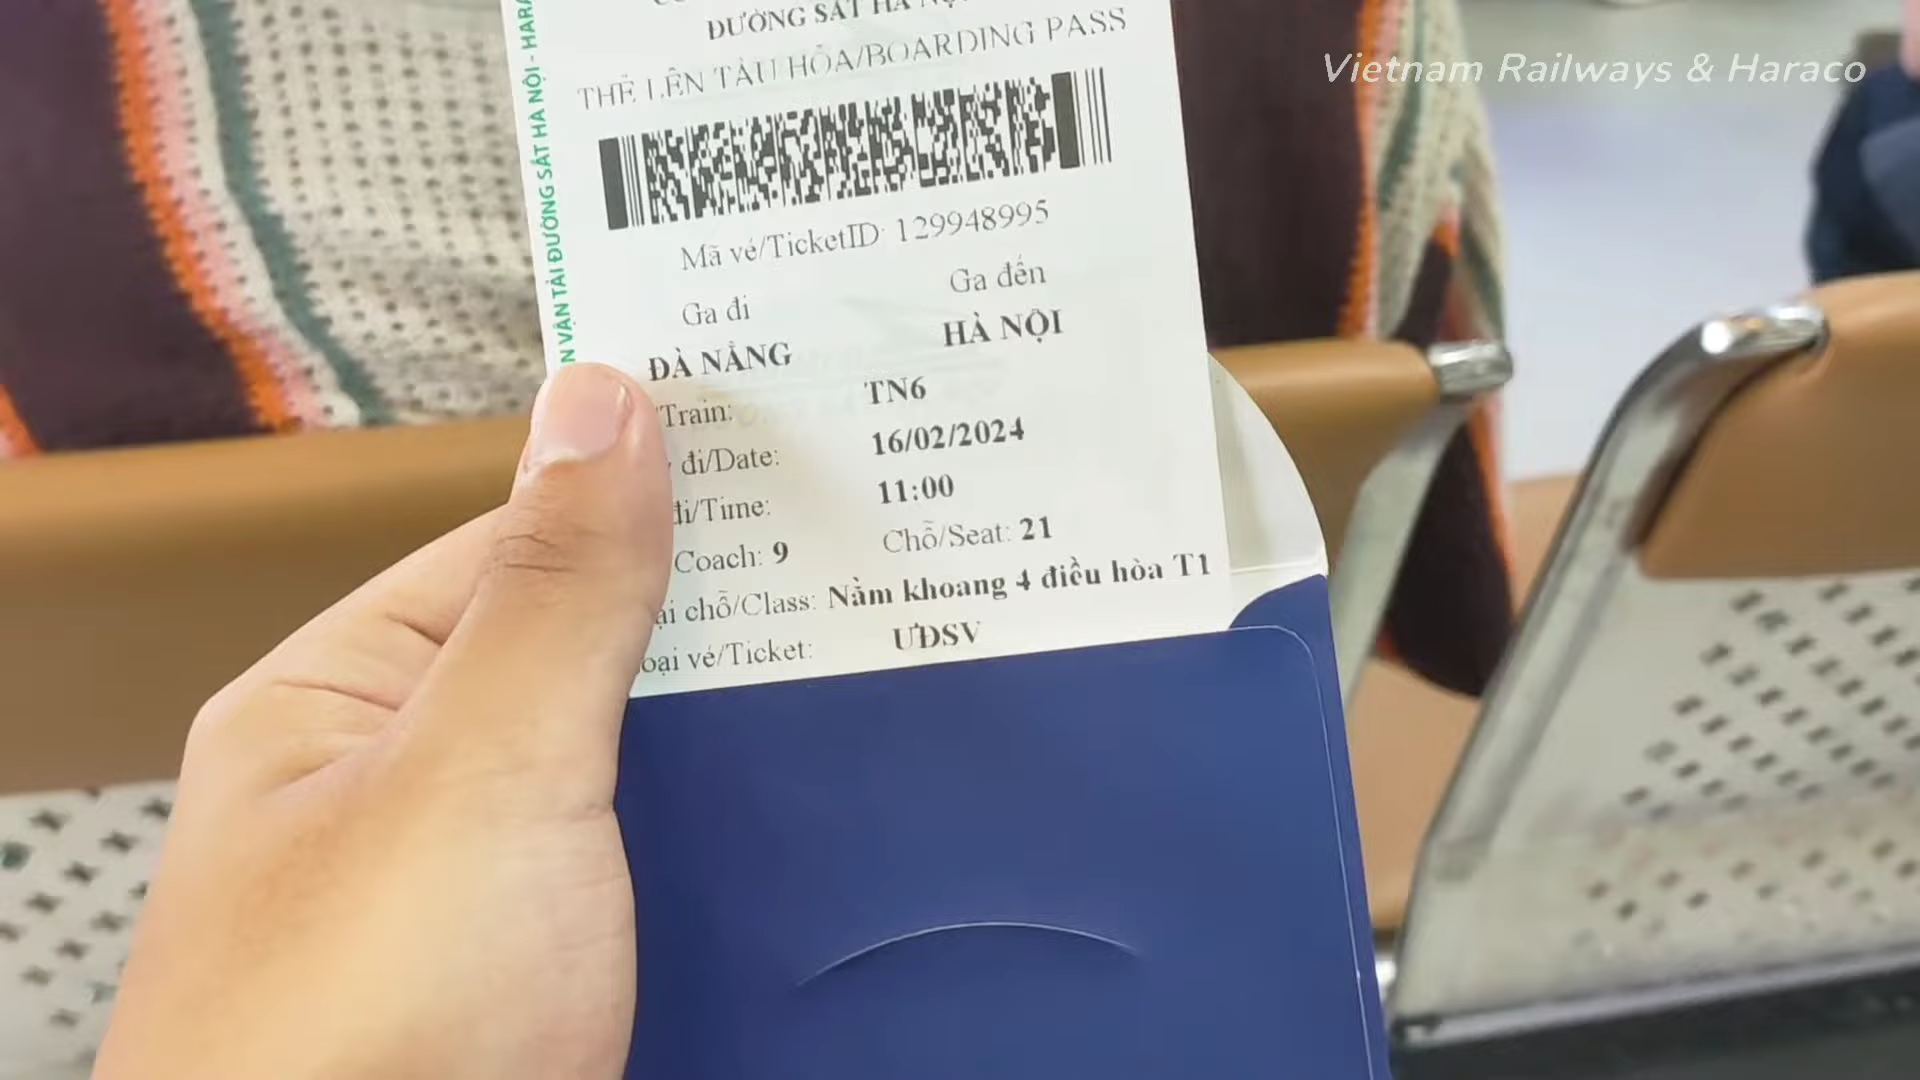 Vietnam Railways & Haraco
ĐƯỜNG SẮT HÀ NỘI
THẺ LÊN TÀU HỎA/BOARDING PASS
N VẬN TẢI ĐƯỜNG SẮT HÀ NỘI - HARA
Mã vé/TicketID: 129948995
Ga đi
Ga đến
ĐÀ NẴNG
HÀ NỘI
/Train: TN6
đi/Date: 16/02/2024
đi/Time: 11:00
Coach: 9 Chỗ/Seat: 21
ại chỗ/Class: Nằm khoang 4 điều hòa T1
oại vé/Ticket: ƯĐSV